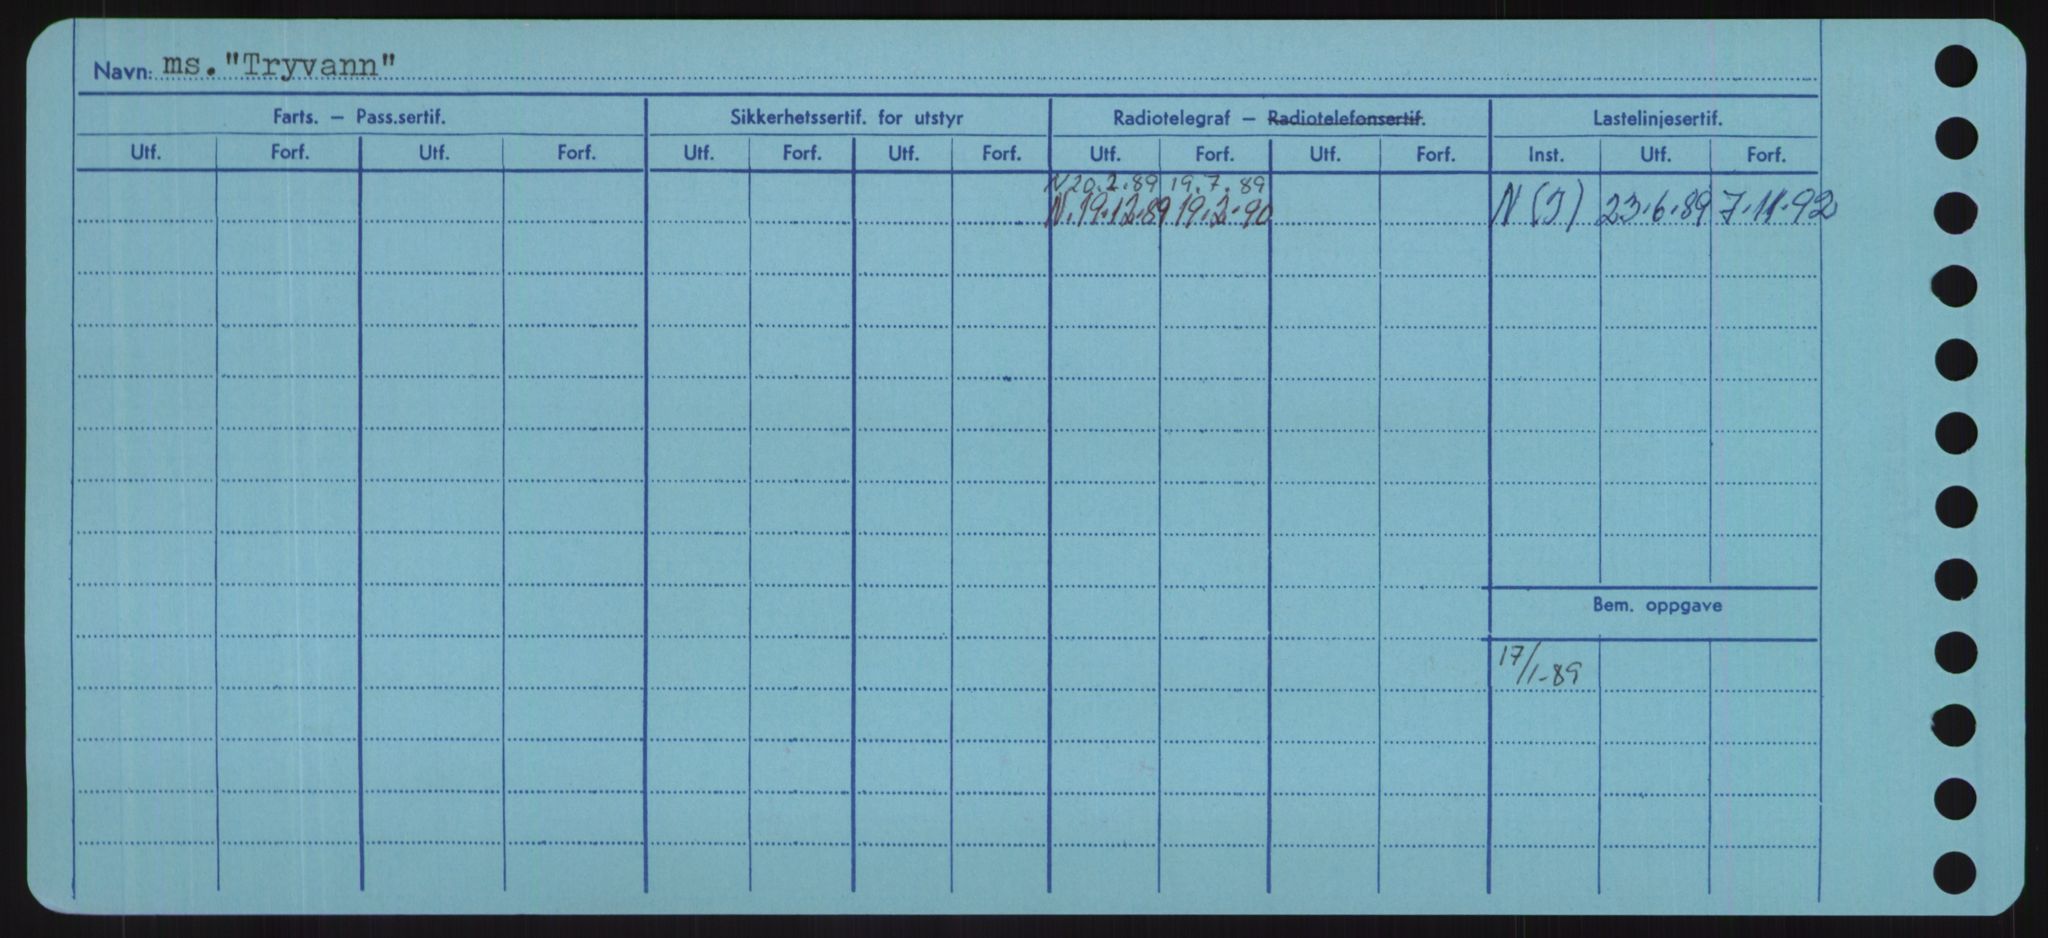 Navn: ms. "Tryvann"
Farts. — Pass.sertif. Sikkerhetssertif. for utstyr Radiotelegraf — Radiotelefonsertif. Lastelinjesertif.
Utf. Forf. Utf. Forf. Utf. Forf. Utf. Forf. Utf. Forf. Utf. Forf. Inst. Utf. Forf.
N 20.2.89 19.7.89
N.19.12.89 19.2.90 N (I) 23.6.89 7.11.92
Bem. oppgave
17/1-89